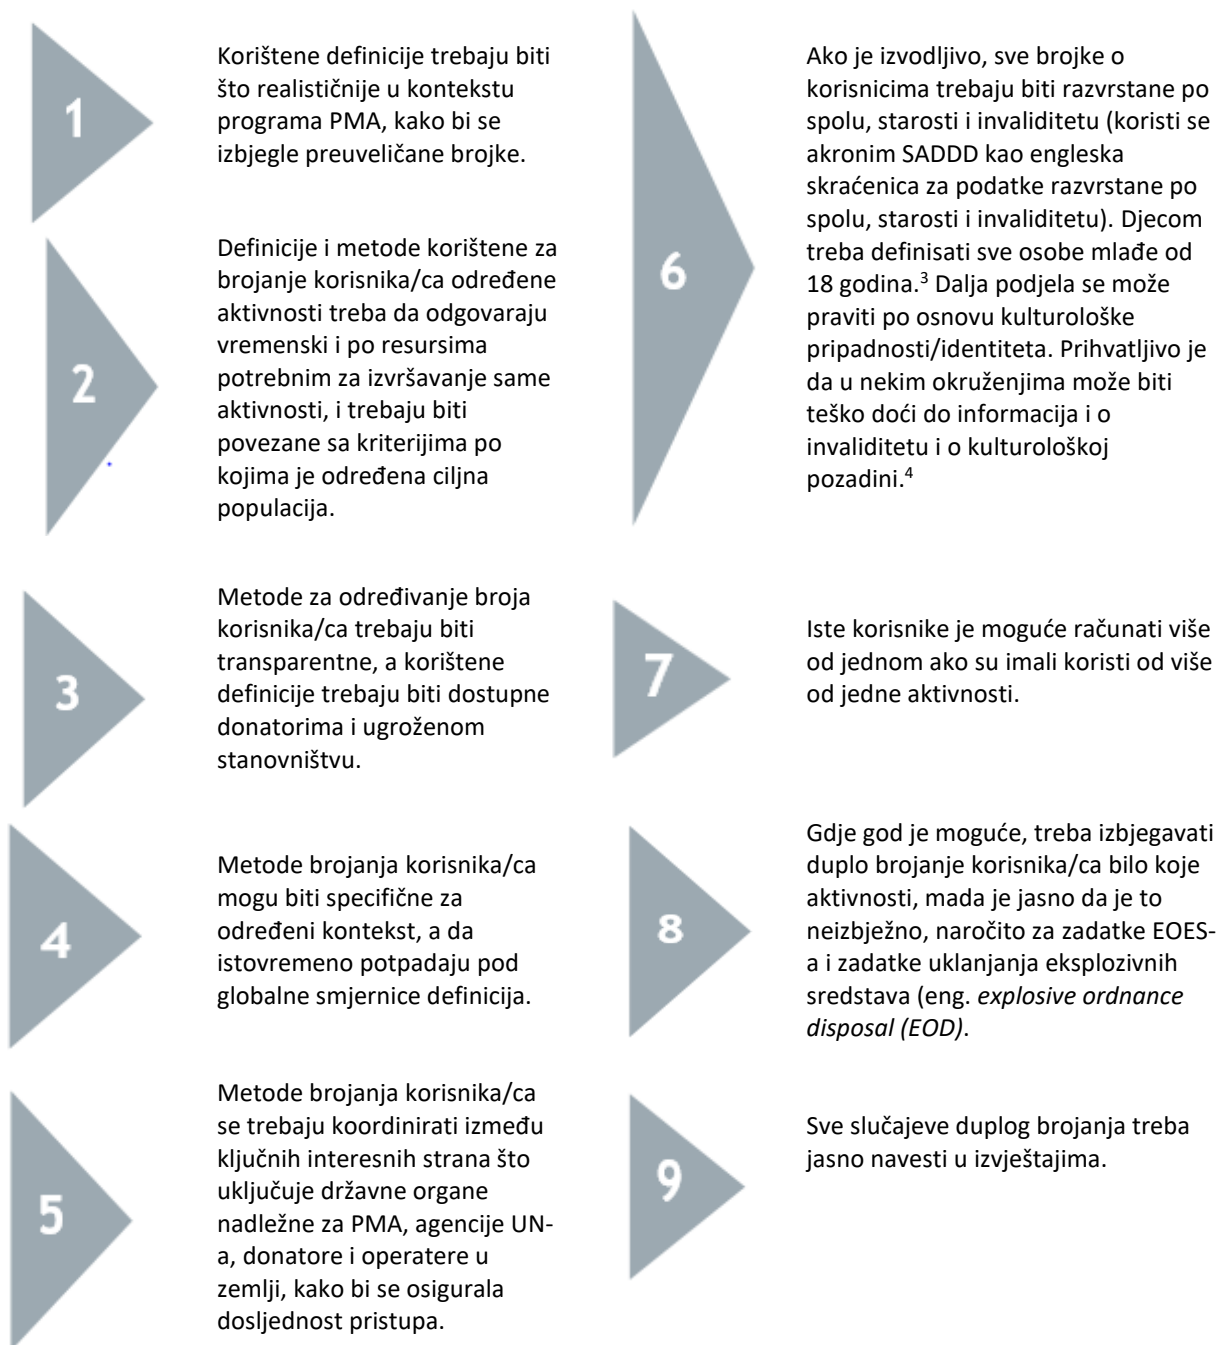 1
Korištene definicije trebaju biti
što realističnije u kontekstu
programa PMA, kako bi se
izbjegle preuveličane brojke.
2
Definicije i metode korištene za
brojanje korisnika/ca određene
aktivnosti treba da odgovaraju
vremenski i po resursima
potrebnim za izvršavanje same
aktivnosti, i trebaju biti
povezane sa kriterijima po
kojima je određena ciljna
populacija.
3
Metode za određivanje broja
korisnika/ca trebaju biti
transparentne, a korištene
definicije trebaju biti dostupne
donatorima i ugroženom
stanovništvu.
4
Metode brojanja korisnika/ca
mogu biti specifične za
određeni kontekst, a da
istovremeno potpadaju pod
globalne smjernice definicija.
5
Metode brojanja korisnika/ca
se trebaju koordinirati između
ključnih interesnih strana što
uključuje državne organe
nadležne za PMA, agencije UN-
a, donatore i operatere u
zemlji, kako bi se osigurala
dosljednost pristupa.
6
Ako je izvodljivo, sve brojke o
korisnicima trebaju biti razvrstane po
spolu, starosti i invaliditetu (koristi se
akronim SADDD kao engleska
skraćenica za podatke razvrstane po
spolu, starosti i invaliditetu). Djecom
treba definisati sve osobe mlađe od
18 godina.³ Dalja podjela se može
praviti po osnovu kulturološke
pripadnosti/identiteta. Prihvatljivo je
da u nekim okruženjima može biti
teško doći do informacija i o
invaliditetu i o kulturološkoj
pozadini.⁴
7
Iste korisnike je moguće računati više
od jednom ako su imali koristi od više
od jedne aktivnosti.
8
Gdje god je moguće, treba izbjegavati
duplo brojanje korisnika/ca bilo koje
aktivnosti, mada je jasno da je to
neizbježno, naročito za zadatke EOES-
a i zadatke uklanjanja eksplozivnih
sredstava (eng. explosive ordnance
disposal (EOD).
9
Sve slučajeve duplog brojanja treba
jasno navesti u izvještajima.